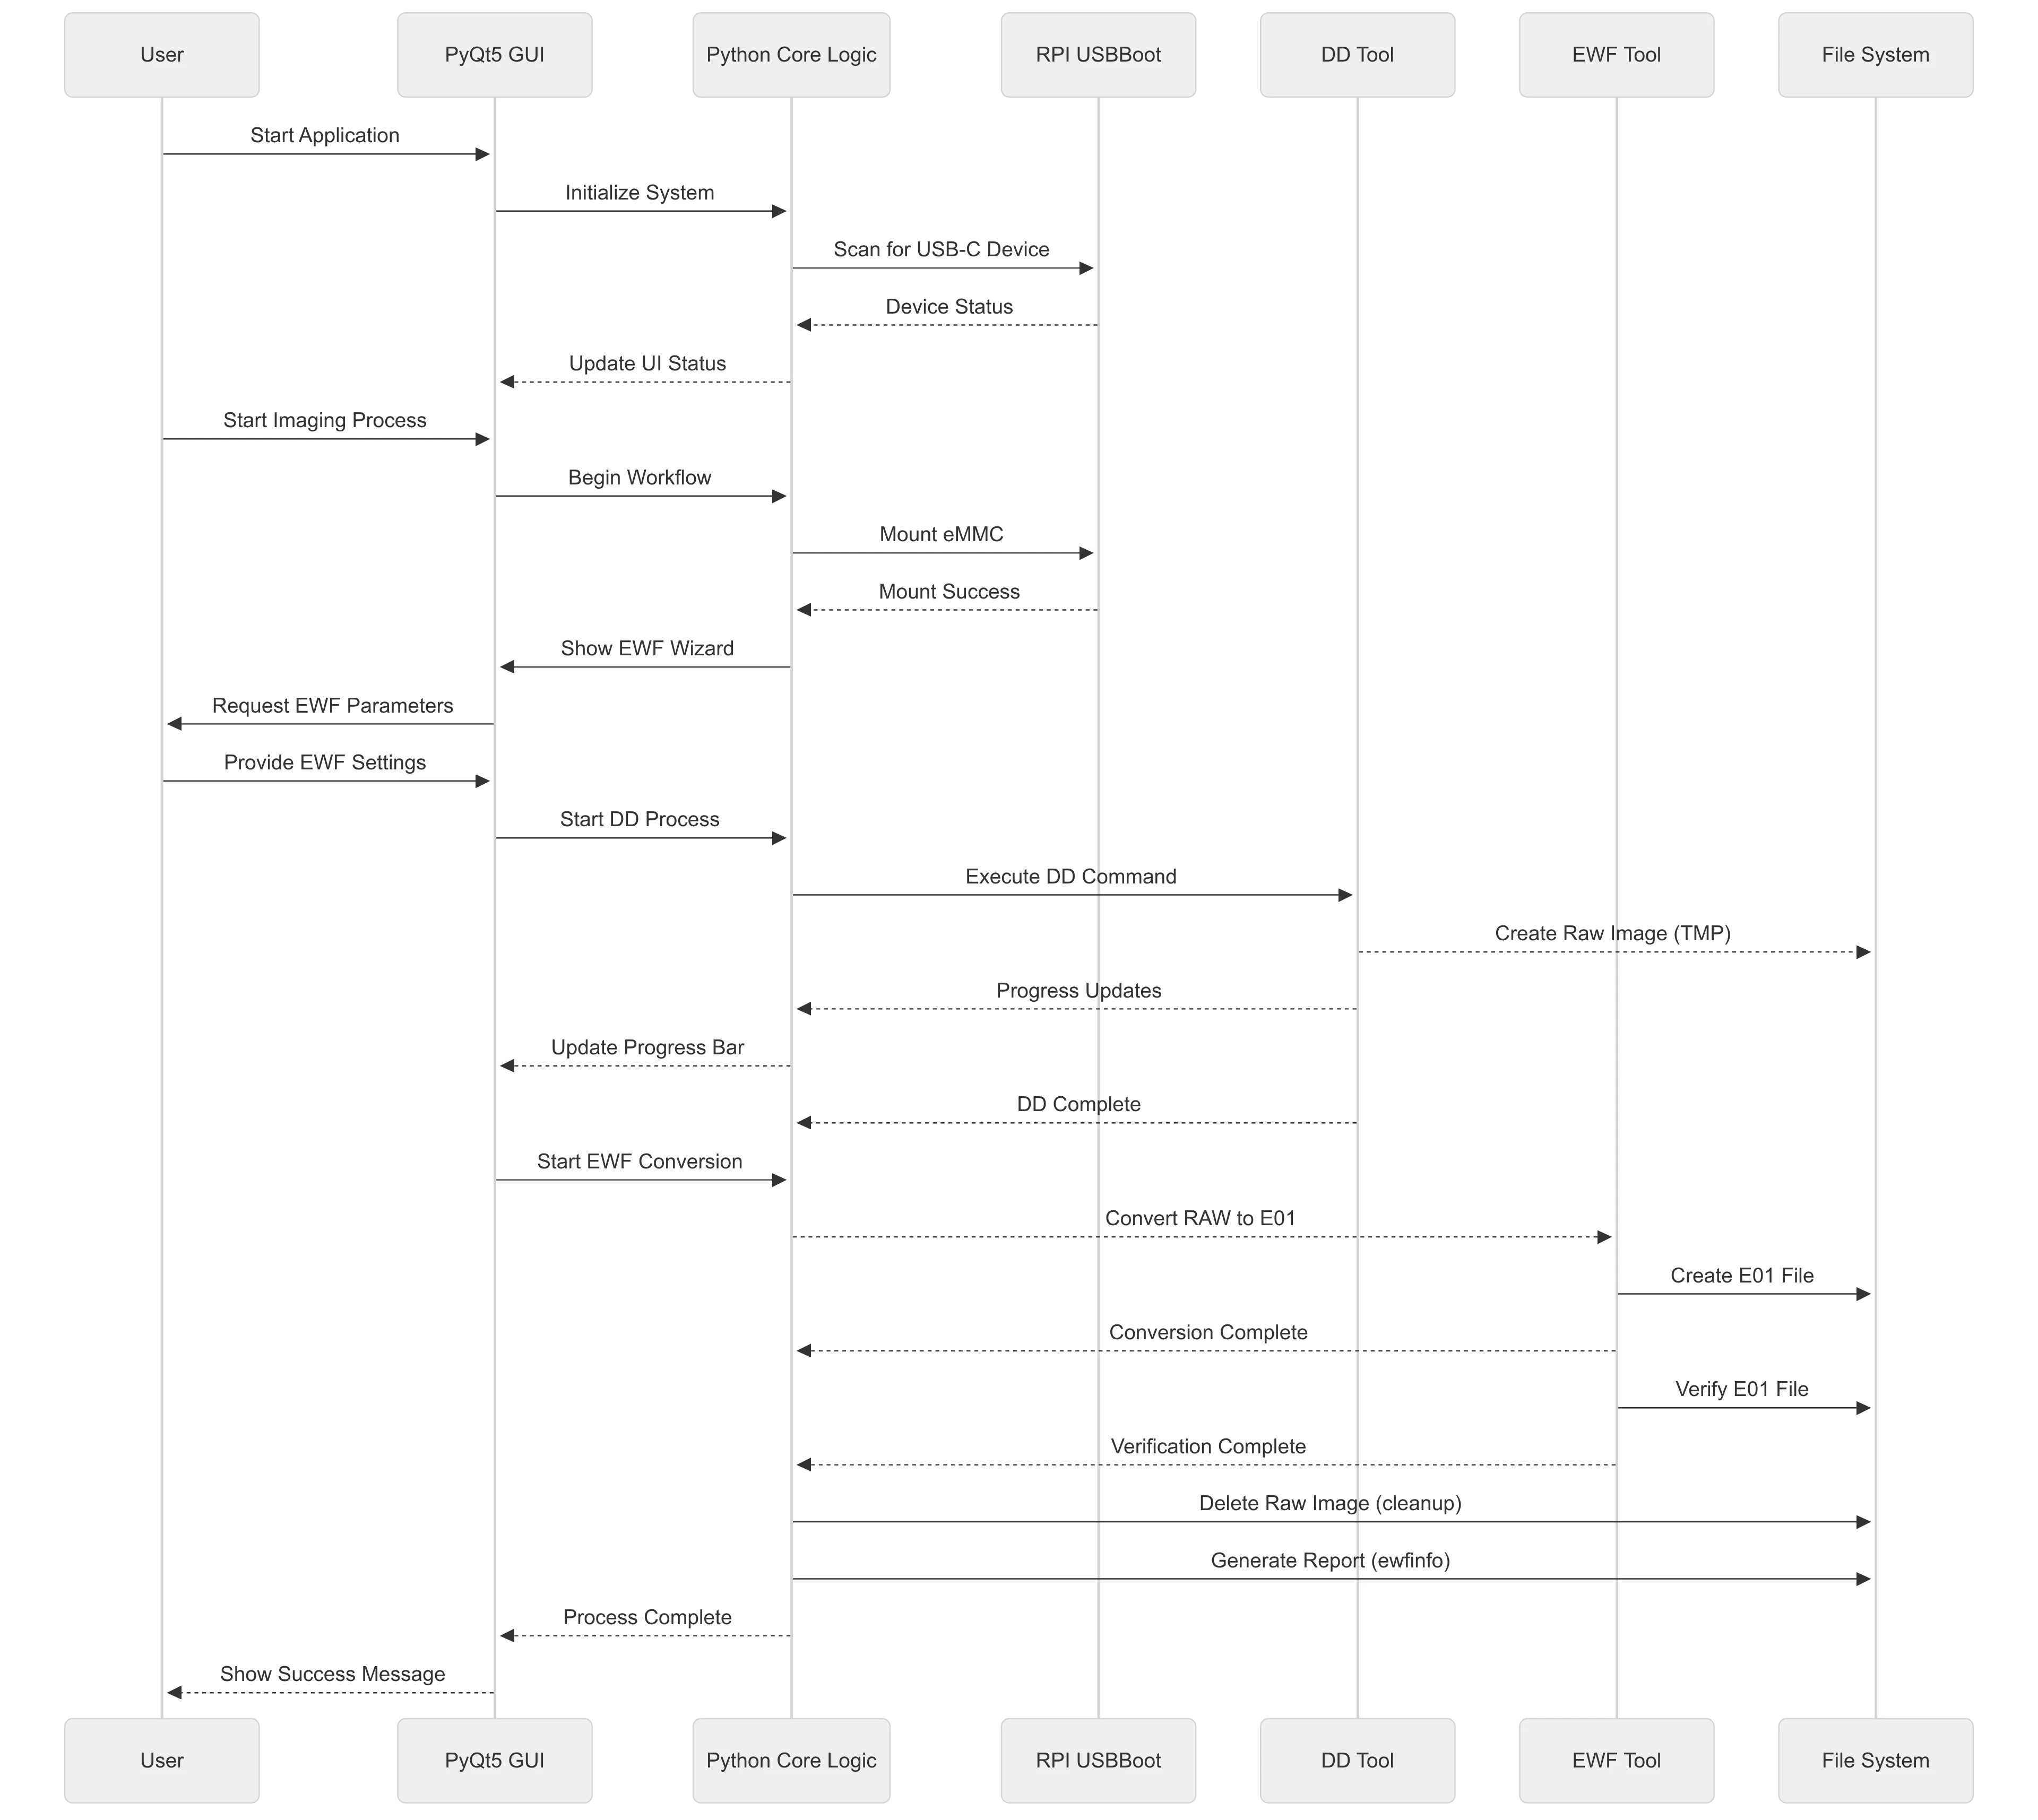 User
PyQt5 GUI
Python Core Logic
RPI USBBoot
DD Tool
EWF Tool
File System
Start Application
Initialize System
Scan for USB-C Device
Device Status
Update UI Status
Start Imaging Process
Begin Workflow
Mount eMMC
Mount Success
Show EWF Wizard
Request EWF Parameters
Provide EWF Settings
Start DD Process
Execute DD Command
Create Raw Image (TMP)
Progress Updates
Update Progress Bar
DD Complete
Start EWF Conversion
Convert RAW to E01
Create E01 File
Conversion Complete
Verify E01 File
Verification Complete
Delete Raw Image (cleanup)
Generate Report (ewfinfo)
Process Complete
Show Success Message
User
PyQt5 GUI
Python Core Logic
RPI USBBoot
DD Tool
EWF Tool
File System